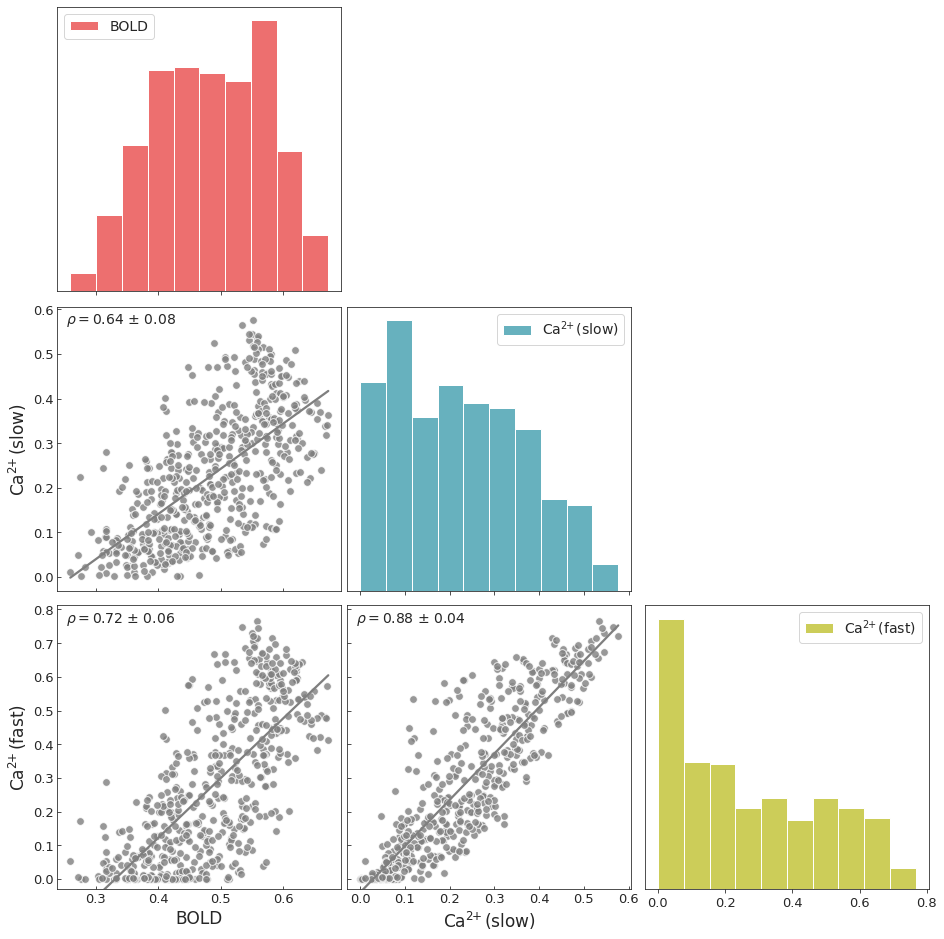 BOLD
ρ = 0.64 ± 0.08
Ca²⁺ (slow)
0.6
0.5
0.4
0.3
0.2
0.1
0.0
Ca²⁺ (slow)
ρ = 0.72 ± 0.06
ρ = 0.88 ± 0.04
Ca²⁺ (fast)
0.8
0.7
0.6
0.5
0.4
0.3
0.2
0.1
0.0
Ca²⁺ (fast)
0.3 0.4 0.5 0.6
0.0 0.1 0.2 0.3 0.4 0.5 0.6
0.0 0.2 0.4 0.6 0.8
BOLD
Ca²⁺ (slow)